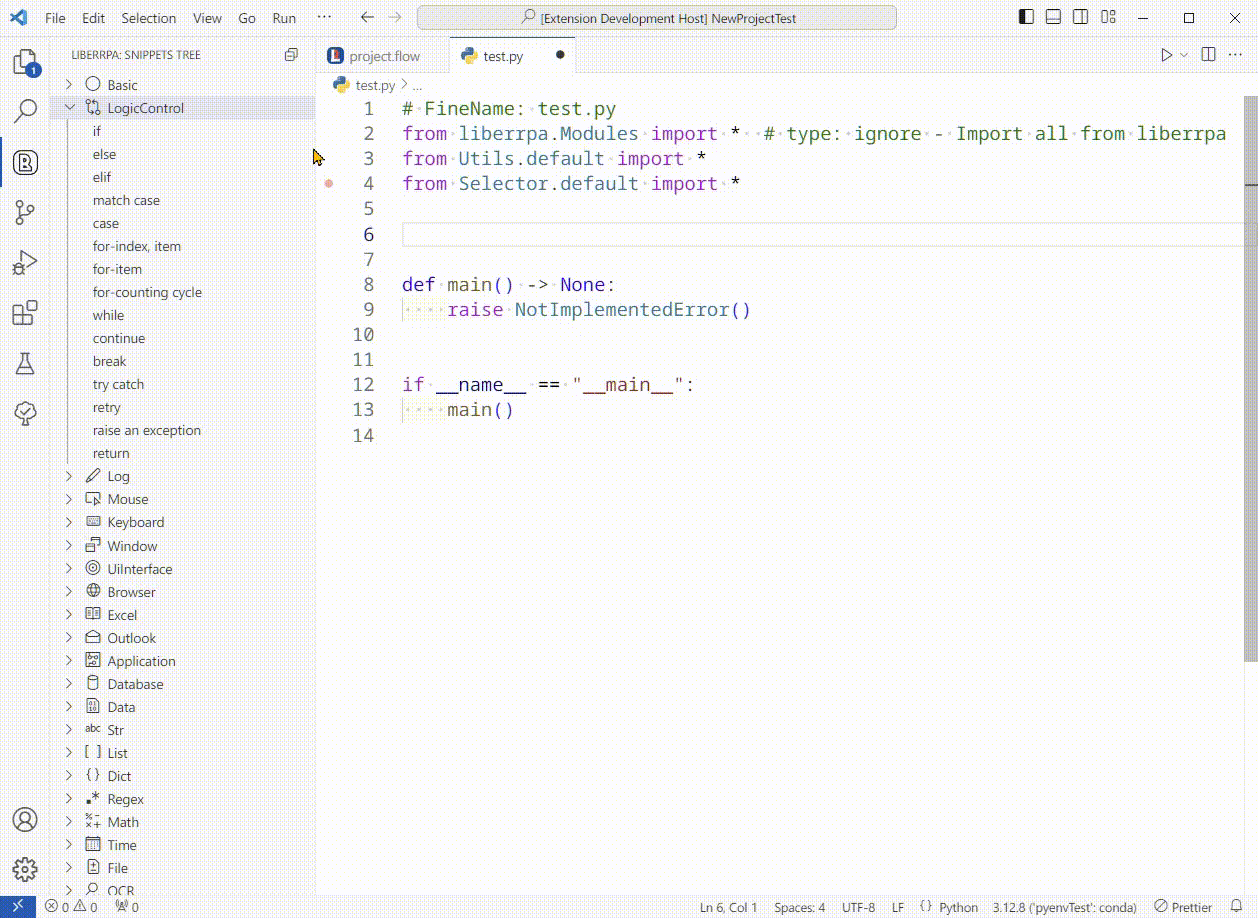 File Edit Selection View Go Run ··· [Extension Development Host] NewProjectTest
LIBERRPA: SNIPPETS TREE
1
Basic
LogicControl
if
else
elif
match case
case
for-index, item
for-item
for-counting cycle
while
continue
break
try catch
retry
raise an exception
return
Log
Mouse
Keyboard
Window
UiInterface
Browser
Excel
Outlook
Application
Database
Data
abc Str
[ ] List
{ } Dict
.* Regex
Math
Time
File
OCR
project.flow test.py
test.py > ...
1 # FineName: test.py
2 from liberrpa.Modules import *  # type: ignore - Import all from liberrpa
3 from Utils.default import *
4 from Selector.default import *
5
6
7
8 def main() -> None:
9     raise NotImplementedError()
10
11
12 if __name__ == "__main__":
13     main()
14
0 0 0 Ln 6, Col 1 Spaces: 4 UTF-8 LF { } Python 3.12.8 ('pyenvTest': conda) Prettier